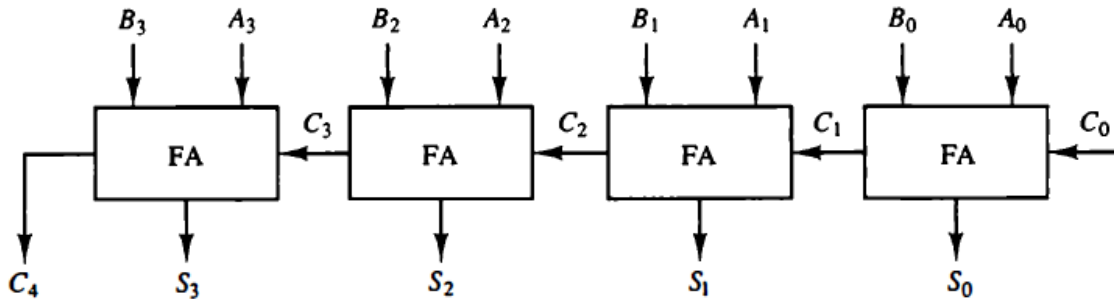 B₃ A₃ B₂ A₂ B₁ A₁ B₀ A₀
C₃ C₂ C₁ C₀
FA FA FA FA
C₄ S₃ S₂ S₁ S₀